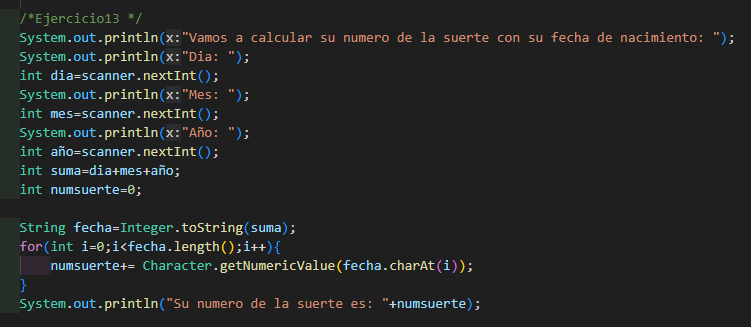 /*Ejercicio13 */
System.out.println(x:"Vamos a calcular su numero de la suerte con su fecha de nacimiento: ");
System.out.println(x:"Dia: ");
int dia=scanner.nextInt();
System.out.println(x:"Mes: ");
int mes=scanner.nextInt();
System.out.println(x:"Año: ");
int año=scanner.nextInt();
int suma=dia+mes+año;
int numsuerte=0;
String fecha=Integer.toString(suma);
for(int i=0;i<fecha.length();i++){
numsuerte+= Character.getNumericValue(fecha.charAt(i));
}
System.out.println("Su numero de la suerte es: "+numsuerte);